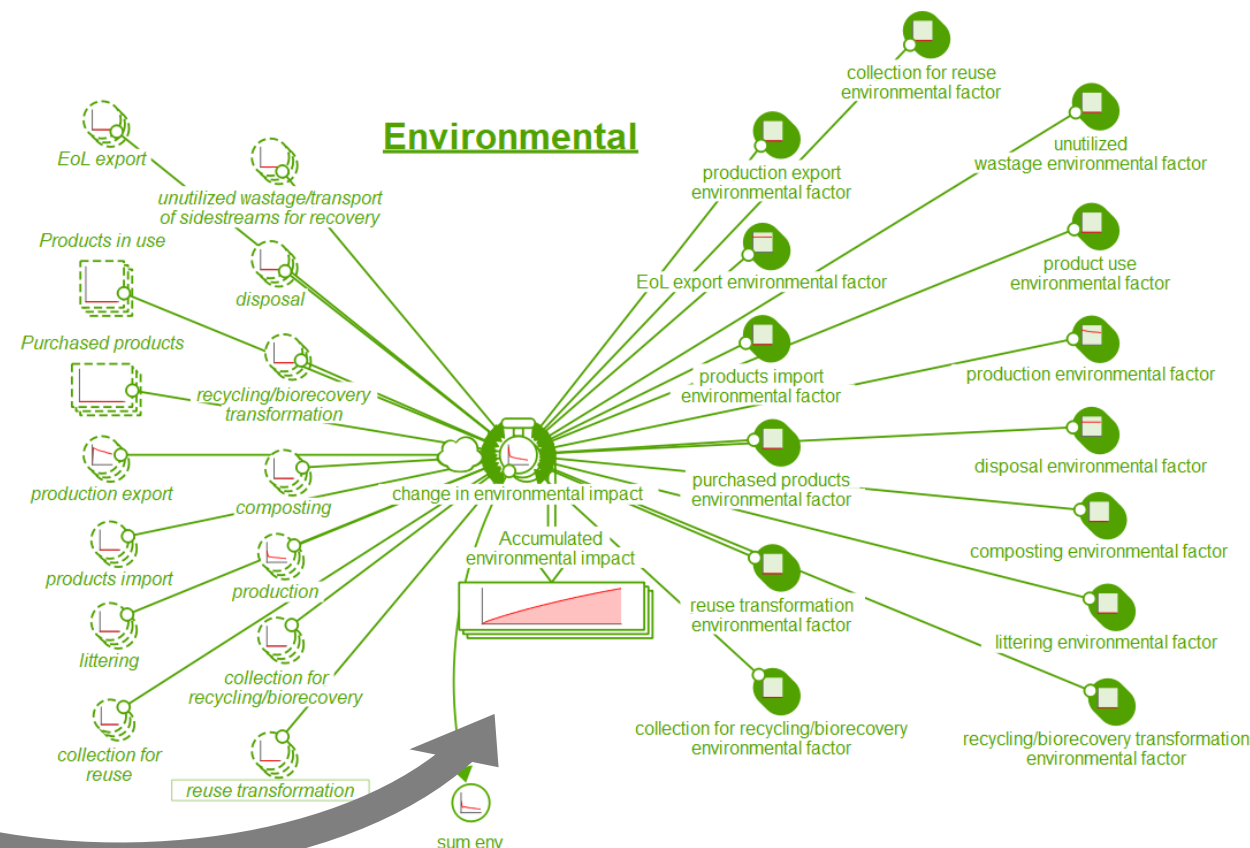 Environmental
collection for reuse
environmental factor
EoL export
unutilized wastage/transport
of sidestreams for recovery
production export
environmental factor
unutilized
wastage environmental factor
Products in use
disposal
EoL export environmental factor
product use
environmental factor
Purchased products
recycling/biorecovery
transformation
products import
environmental factor
production environmental factor
production export
composting
change in environmental impact
purchased products
environmental factor
disposal environmental factor
products import
production
Accumulated
environmental impact
composting environmental factor
littering
reuse transformation
environmental factor
littering environmental factor
collection for
recycling/biorecovery
collection for
reuse
reuse transformation
collection for recycling/biorecovery
environmental factor
recycling/biorecovery transformation
environmental factor
sum env